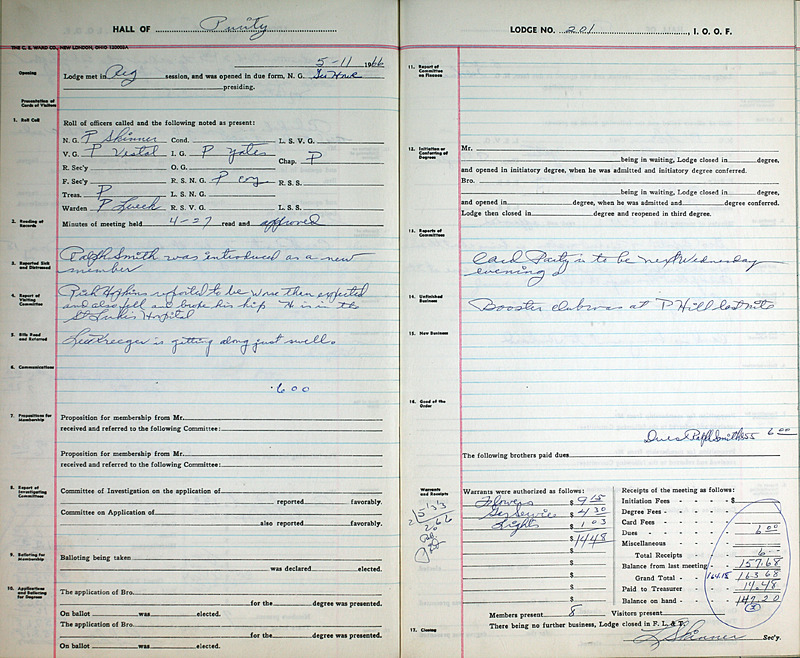 HALL OF Purity
THE C. E. WARD CO., NEW LONDON, OHIO 120002A
5-11 1966
Opening
Lodge met in Reg session, and was opened in due form, N. G.
presiding.
Presentation of Cards of Visitors
1. Roll Call
Roll of officers called and the following noted as present:
N. G. P Skinner Cond. L. S. V. G.
V. G. P Vestal I. G. P Yates Chap. P
R. Sec'y O. G.
F. Sec'y R. S. N. G. P Coy R. S. S.
Treas. P L. S. N. G.
Warden P Lueck R. S. V. G. L. S. S.
2. Reading of Records
Minutes of meeting held 4-27 read and approved
3. Reported Sick and Distressed
Ralph Smith was introduced as a new
member
4. Report of Visiting Committee
Rich Hopkins reported to be worse then expected
and also fell and broke his hip He is in the
St Lukes Hospital
5. Bills Read and Referred
Lee Kreeger is getting along just swell.
6. Communications
.600
7. Propositions for Membership
Proposition for membership from Mr.
received and referred to the following Committee:
Proposition for membership from Mr.
received and referred to the following Committee:
8. Report of Investigating Committee
Committee of Investigation on the application of
reported favorably.
Committee on Application of
also reported favorably.
9. Balloting for Membership
Balloting being taken
was declared elected.
10. Applications and Balloting for Degrees
The application of Bro.
for the degree was presented.
On ballot was elected.
The application of Bro.
for the degree was presented.
On ballot was elected.
LODGE NO. 201, I. O. O. F.
11. Report of Committee on Finance
12. Initiation or Conferring of Degrees
Mr.
being in waiting, Lodge closed in degree,
and opened in initiatory degree, when he was admitted and initiatory degree conferred.
Bro.
being in waiting, Lodge closed in degree,
and opened in degree, when he was admitted and degree conferred.
Lodge then closed in degree and reopened in third degree.
13. Reports of Committees
Card Party is to be next Wednesday
evening
14. Unfinished Business
Booster club was at P Hill last nite
15. New Business
16. Good of the Order
Dues Ralph Smith 355 6 00
The following brothers paid dues
Warrants and Receipts
Warrants were authorized as follows:
Flowers $ 9 15
Gas Service $ 4 30
Lights $ 1 03
$ 14 48
$
$
$
$
$
$
Receipts of the meeting as follows:
Initiation Fees - $
Degree Fees -
Card Fees -
Dues - 6 00
Miscellaneous -
Total Receipts 6 -
Balance from last meeting - 157.68
Grand Total - - 164.18 163 68
Paid to Treasurer - 14.48
Balance on hand - 149.20
Members present 8 Visitors present
17. Closing
There being no further business, Lodge closed in F. L., & T.
Skinner Sec'y.